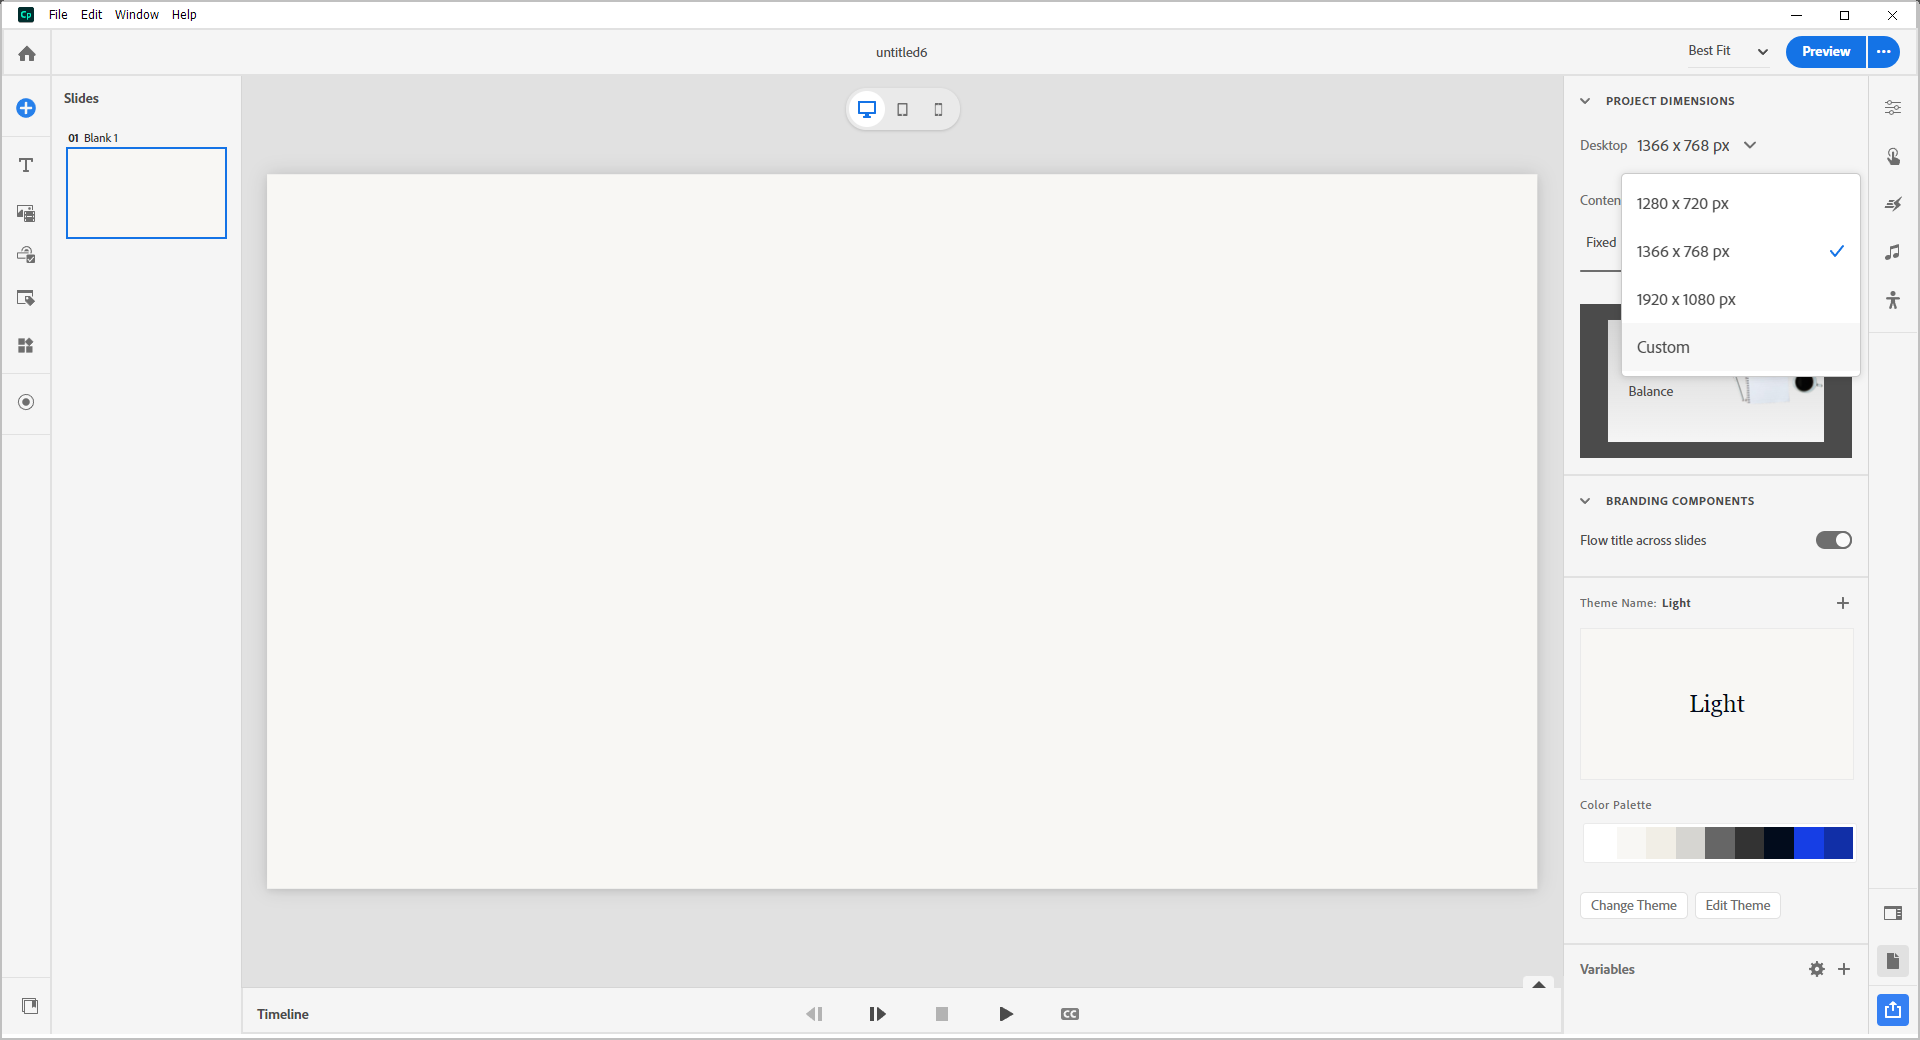 Cp File Edit Window Help
untitled6
Best Fit
Preview
Slides
01 Blank 1
PROJECT DIMENSIONS
Desktop 1366 x 768 px
Conten
1280 x 720 px
Fixed
1366 x 768 px
1920 x 1080 px
Custom
Balance
BRANDING COMPONENTS
Flow title across slides
Theme Name: Light
Light
Color Palette
Change Theme Edit Theme
Variables
Timeline
CC